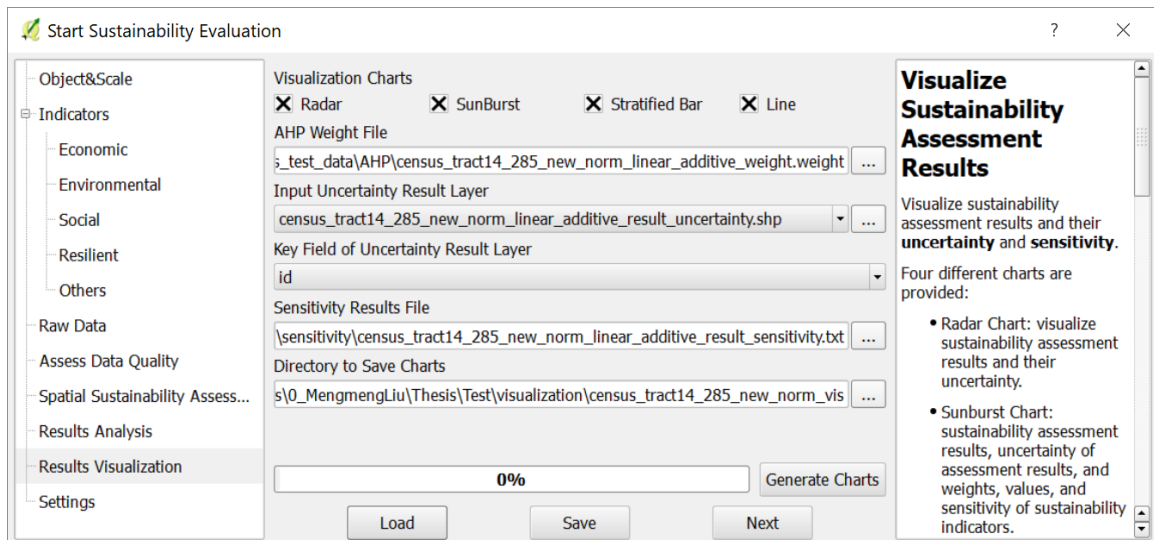 Start Sustainability Evaluation
?
Object&Scale
Indicators
Economic
Environmental
Social
Resilient
Others
Raw Data
Assess Data Quality
Spatial Sustainability Assess...
Results Analysis
Results Visualization
Settings
Visualization Charts
Radar SunBurst Stratified Bar Line
AHP Weight File
s_test_data\AHP\census_tract14_285_new_norm_linear_additive_weight.weight ...
Input Uncertainty Result Layer
census_tract14_285_new_norm_linear_additive_result_uncertainty.shp ...
Key Field of Uncertainty Result Layer
id
Sensitivity Results File
\sensitivity\census_tract14_285_new_norm_linear_additive_result_sensitivity.txt ...
Directory to Save Charts
s\0_MengmengLiu\Thesis\Test\visualization\census_tract14_285_new_norm_vis ...
0% Generate Charts
Load Save Next
Visualize
Sustainability
Assessment
Results
Visualize sustainability
assessment results and their
uncertainty and sensitivity.
Four different charts are
provided:
• Radar Chart: visualize
sustainability assessment
results and their
uncertainty.
• Sunburst Chart:
sustainability assessment
results, uncertainty of
assessment results, and
weights, values, and
sensitivity of sustainability
indicators.